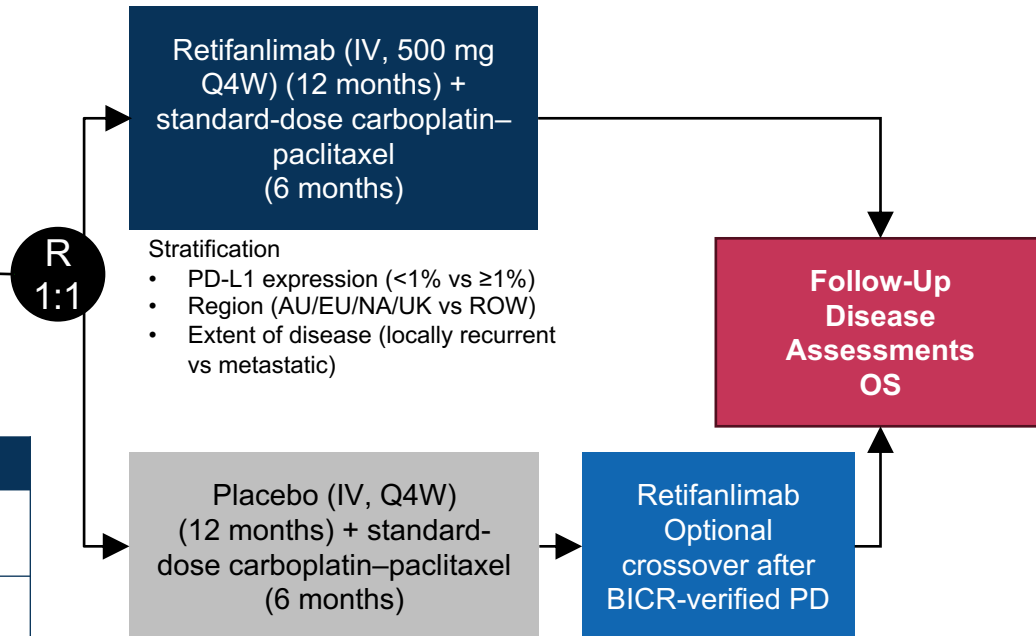 Retifanlimab (IV, 500 mg
Q4W) (12 months) +
standard-dose carboplatin–
paclitaxel
(6 months)
R
1:1
Stratification
• PD-L1 expression (<1% vs ≥1%)
• Region (AU/EU/NA/UK vs ROW)
• Extent of disease (locally recurrent
vs metastatic)
Follow-Up
Disease
Assessments
OS
Placebo (IV, Q4W)
(12 months) + standard-
dose carboplatin–paclitaxel
(6 months)
Retifanlimab
Optional
crossover after
BICR-verified PD